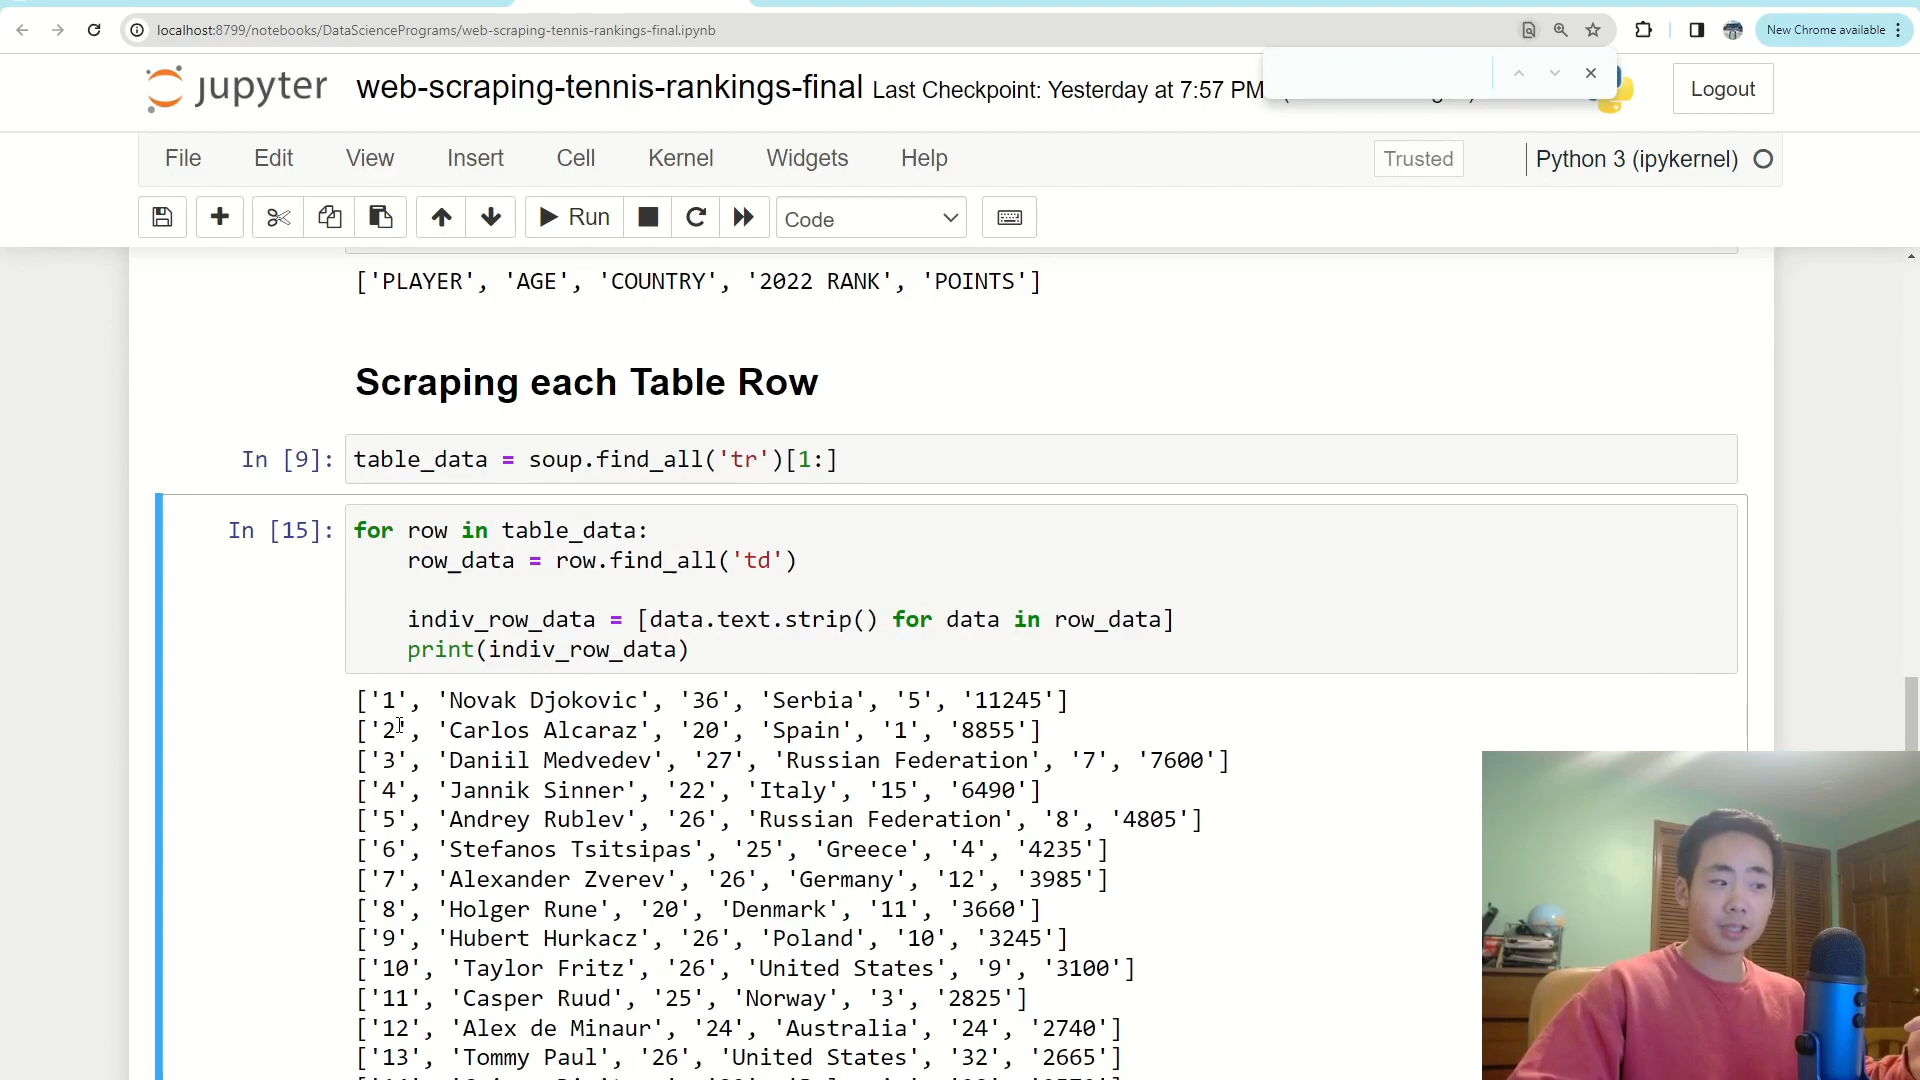 localhost:8799/notebooks/DataSciencePrograms/web-scraping-tennis-rankings-final.ipynb
New Chrome available
jupyter web-scraping-tennis-rankings-final Last Checkpoint: Yesterday at 7:57 PM
Logout
File Edit View Insert Cell Kernel Widgets Help
Trusted
Python 3 (ipykernel)
Run
Code
['PLAYER', 'AGE', 'COUNTRY', '2022 RANK', 'POINTS']
Scraping each Table Row
In [9]: table_data = soup.find_all('tr')[1:]
In [15]: for row in table_data:
row_data = row.find_all('td')
indiv_row_data = [data.text.strip() for data in row_data]
print(indiv_row_data)
['1', 'Novak Djokovic', '36', 'Serbia', '5', '11245']
['2', 'Carlos Alcaraz', '20', 'Spain', '1', '8855']
['3', 'Daniil Medvedev', '27', 'Russian Federation', '7', '7600']
['4', 'Jannik Sinner', '22', 'Italy', '15', '6490']
['5', 'Andrey Rublev', '26', 'Russian Federation', '8', '4805']
['6', 'Stefanos Tsitsipas', '25', 'Greece', '4', '4235']
['7', 'Alexander Zverev', '26', 'Germany', '12', '3985']
['8', 'Holger Rune', '20', 'Denmark', '11', '3660']
['9', 'Hubert Hurkacz', '26', 'Poland', '10', '3245']
['10', 'Taylor Fritz', '26', 'United States', '9', '3100']
['11', 'Casper Ruud', '25', 'Norway', '3', '2825']
['12', 'Alex de Minaur', '24', 'Australia', '24', '2740']
['13', 'Tommy Paul', '26', 'United States', '32', '2665']